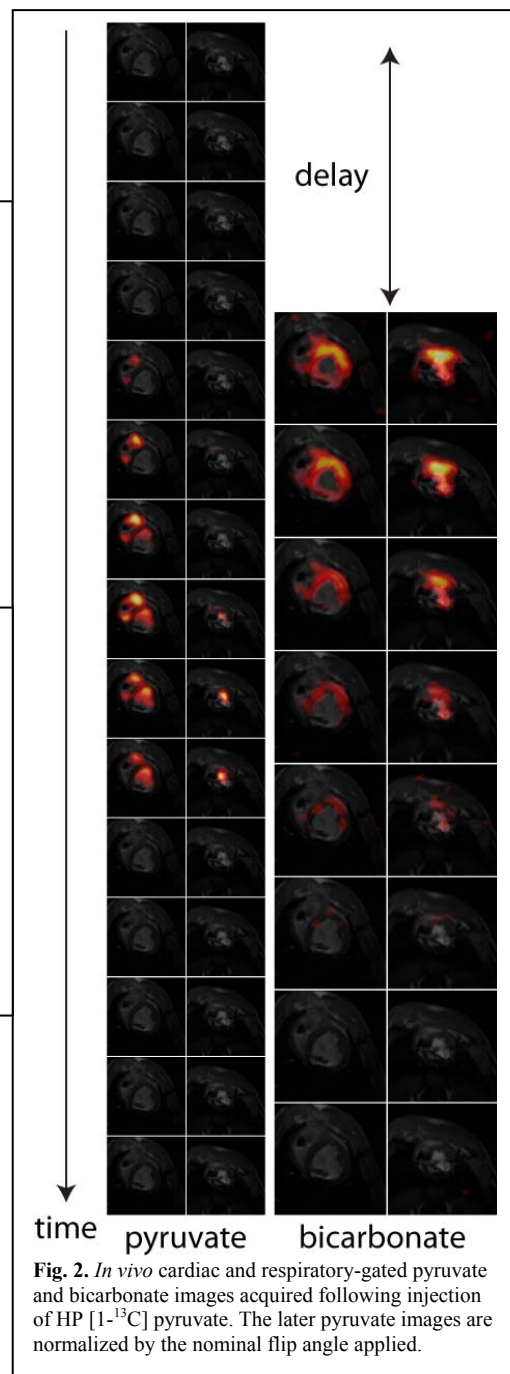 delay
time
pyruvate
bicarbonate
Fig. 2. In vivo cardiac and respiratory-gated pyruvate
and bicarbonate images acquired following injection
of HP [1-¹³C] pyruvate. The later pyruvate images are
normalized by the nominal flip angle applied.